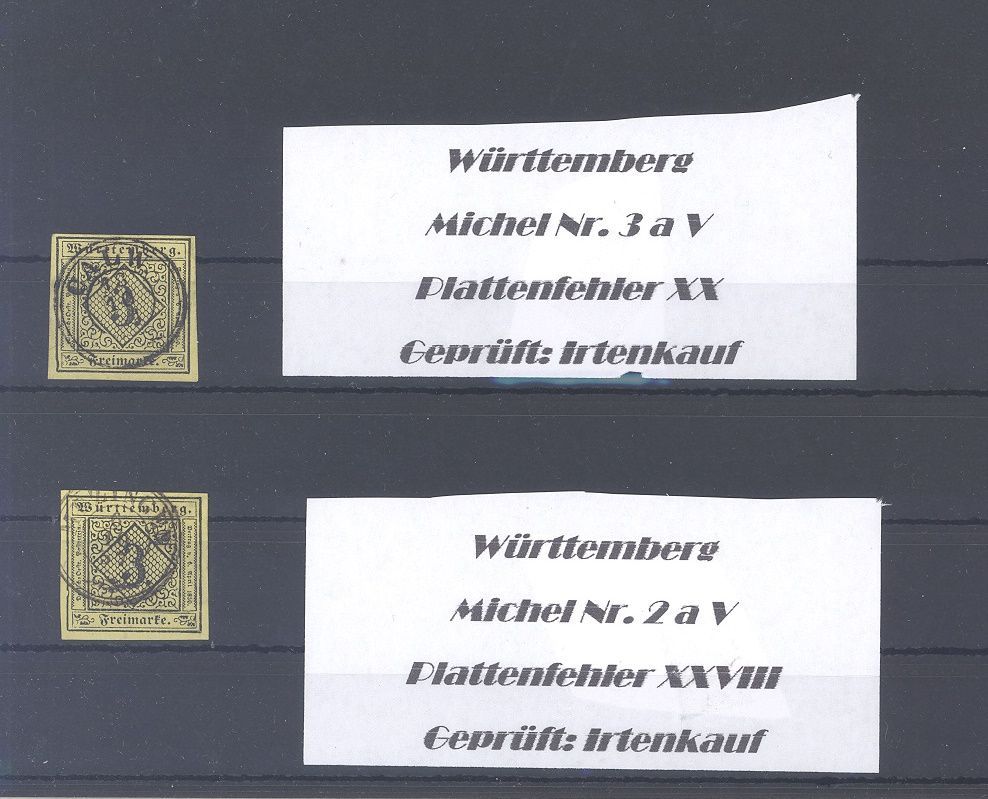 Württemberg.
CALW
3
Freimarke.
Württemberg
Michel Nr. 3 a V
Plattenfehler XX
Geprüft: Irtenkauf
Württemberg.
3
Freimarke.
Württemberg
Michel Nr. 2 a V
Plattenfehler XXVIII
Geprüft: Irtenkauf